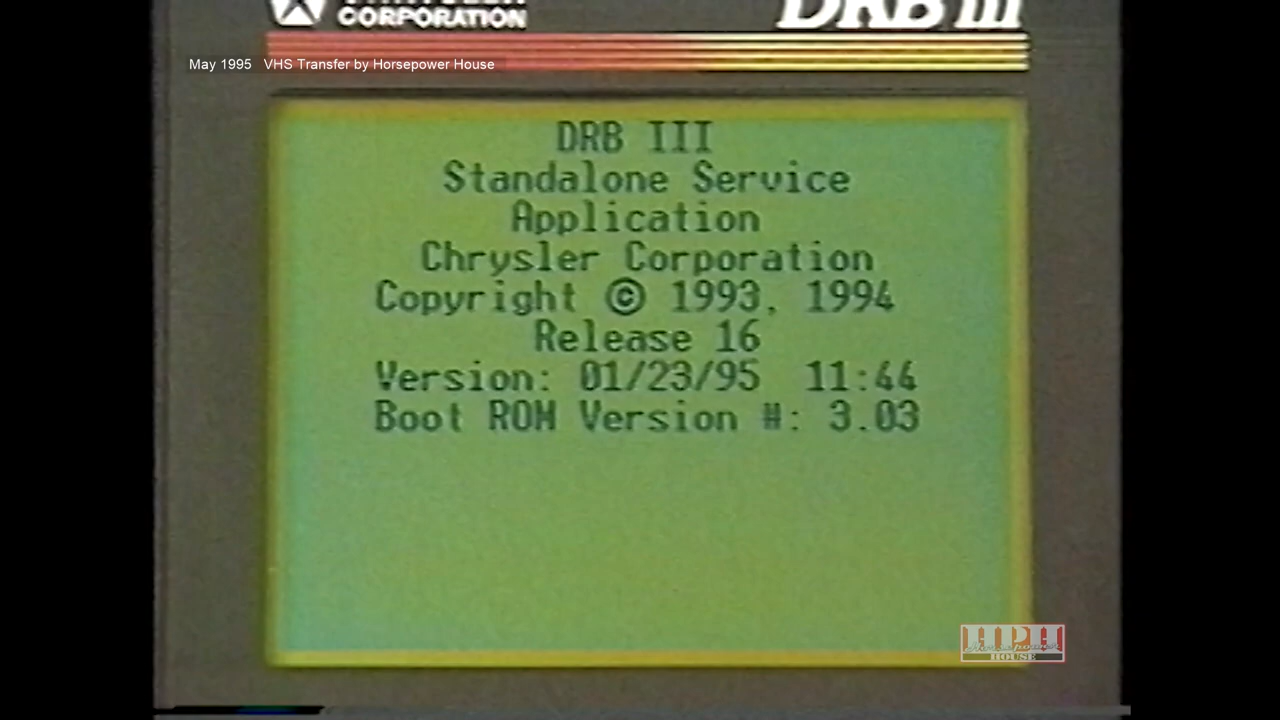 CORPORATION
DRB III
May 1995 VHS Transfer by Horsepower House
DRB III
Standalone Service
Application
Chrysler Corporation
Copyright © 1993, 1994
Release 16
Version: 01/23/95 11:44
Boot ROM Version #: 3.03
HPH
HOUSE